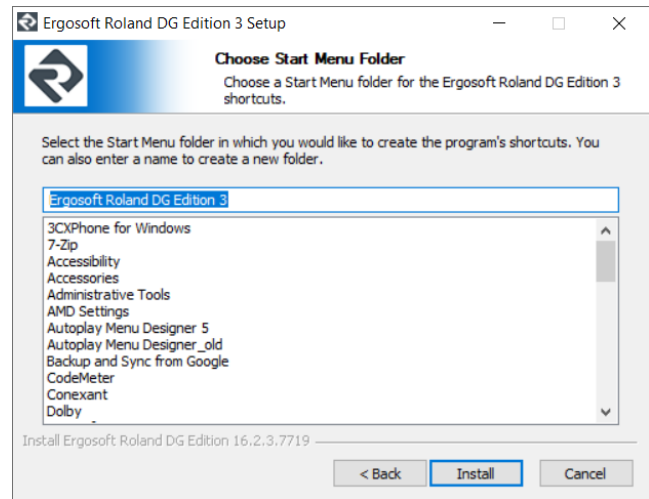 Ergosoft Roland DG Edition 3 Setup
Choose Start Menu Folder
Choose a Start Menu folder for the Ergosoft Roland DG Edition 3
shortcuts.
Select the Start Menu folder in which you would like to create the program's shortcuts. You
can also enter a name to create a new folder.
Ergosoft Roland DG Edition 3
3CXPhone for Windows
7-Zip
Accessibility
Accessories
Administrative Tools
AMD Settings
Autoplay Menu Designer 5
Autoplay Menu Designer_old
Backup and Sync from Google
CodeMeter
Conexant
Dolby
Install Ergosoft Roland DG Edition 16.2.3.7719
< Back
Install
Cancel